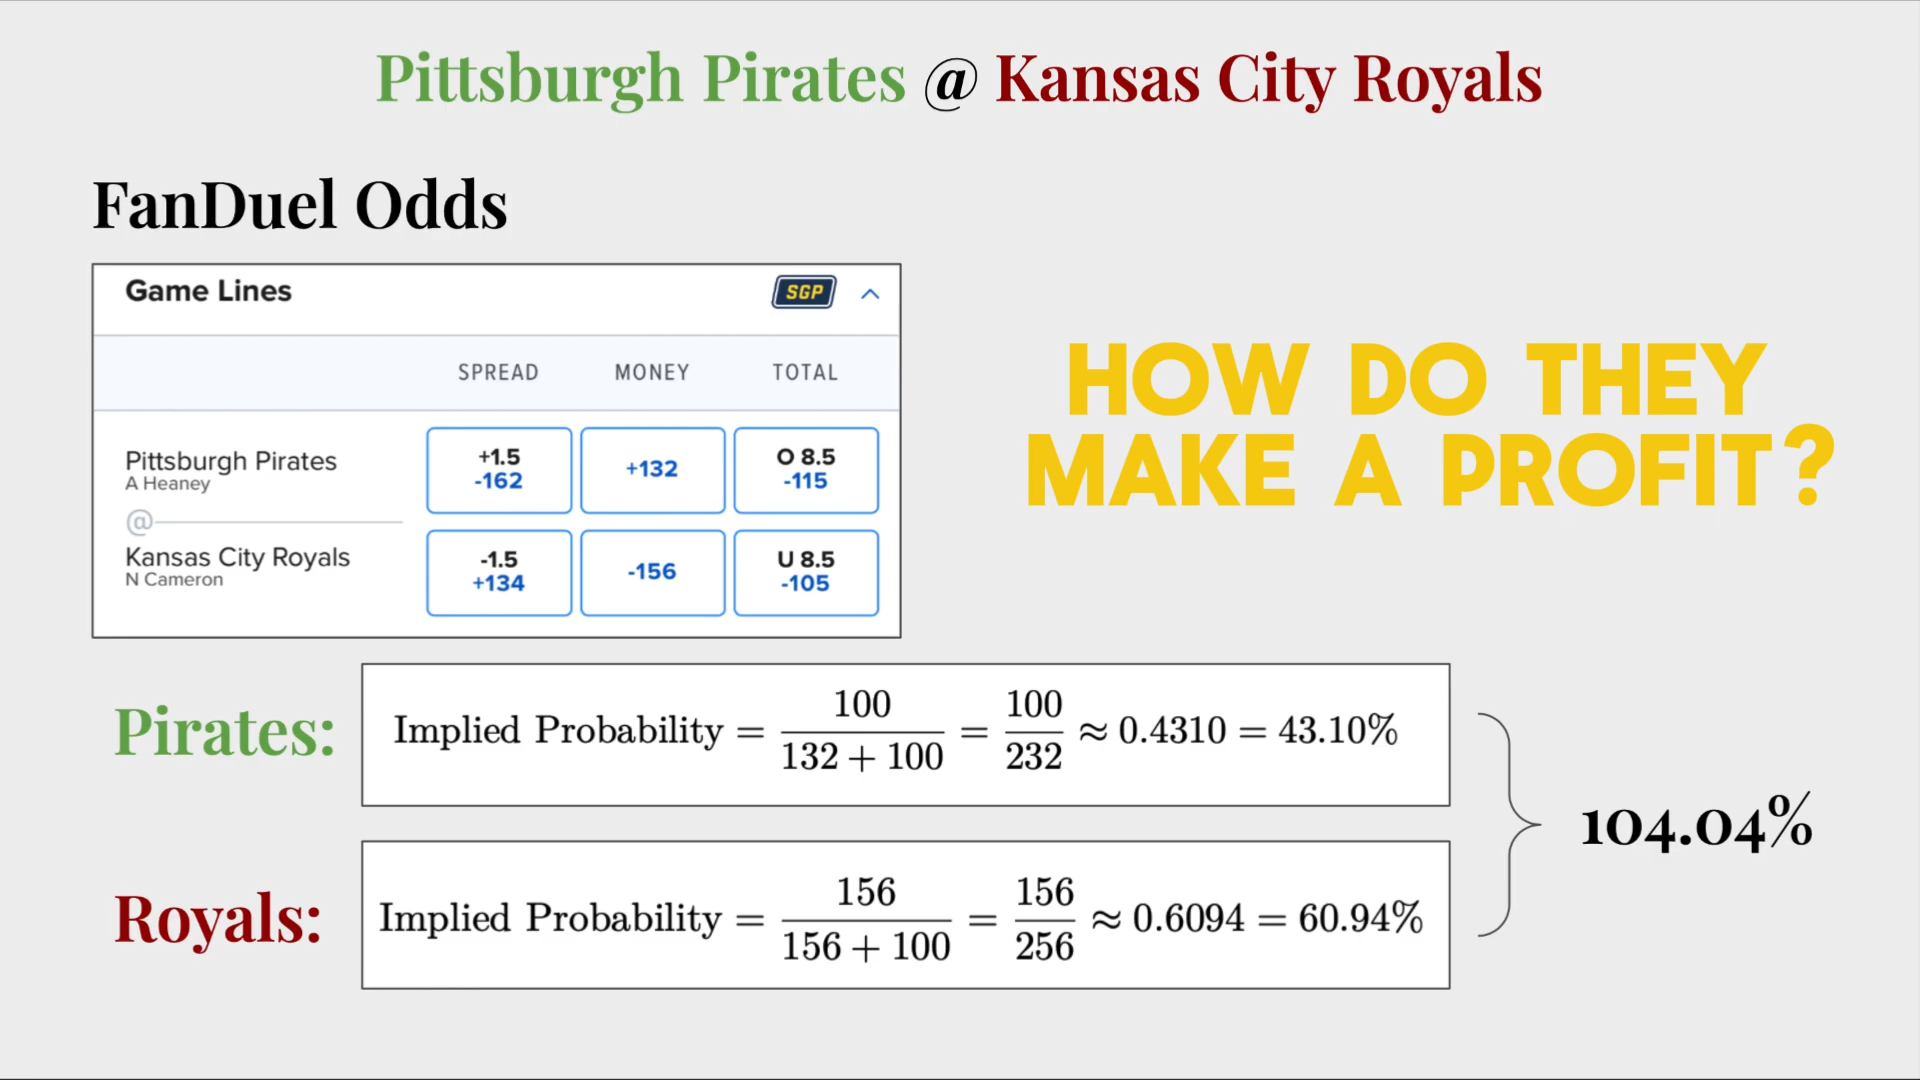 Pittsburgh Pirates @ Kansas City Royals
FanDuel Odds
Game Lines
SGP
SPREAD MONEY TOTAL
Pittsburgh Pirates
A Heaney
+1.5
-162
+132
O 8.5
-115
@
Kansas City Royals
N Cameron
-1.5
+134
-156
U 8.5
-105
HOW DO THEY
MAKE A PROFIT?
Pirates: Implied Probability = 100 / 132 + 100 = 100 / 232 ≈ 0.4310 = 43.10%
104.04%
Royals: Implied Probability = 156 / 156 + 100 = 156 / 256 ≈ 0.6094 = 60.94%